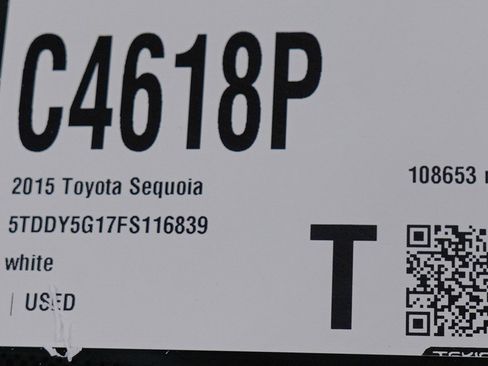 C4618P
2015 Toyota Sequoia
108653
5TDDY5G17FS116839
white
T
| USED